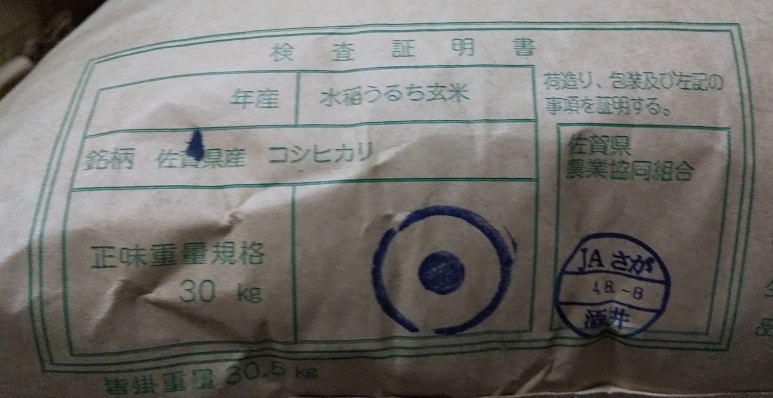 検査証明書
年産 水稲うるち玄米
荷造り、包装及び左記の
事項を証明する。
銘柄 佐賀県産 コシヒカリ
佐賀県
農業協同組合
正味重量規格
30 kg
JAさが
酒井
皆掛重量 30.5 kg